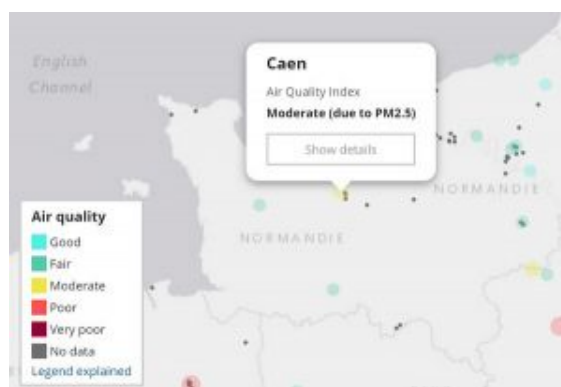 English
Channel
Caen
Air Quality Index
Moderate (due to PM2.5)
Show details
NORMANDIE
NORMANDIE
Air quality
Good
Fair
Moderate
Poor
Very poor
No data
Legend explained